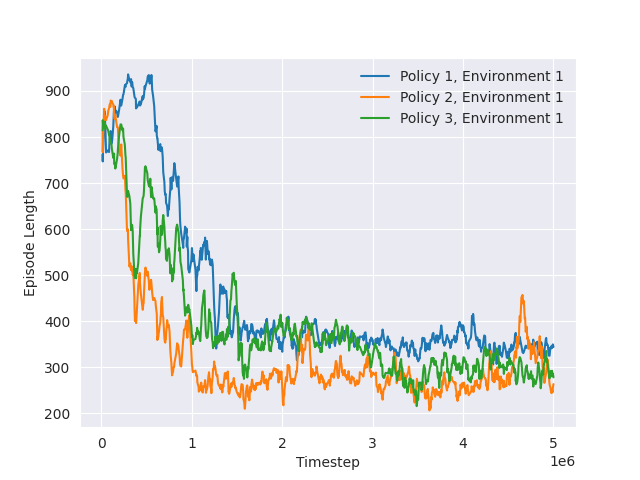 Policy 1, Environment 1
Policy 2, Environment 1
Policy 3, Environment 1
Episode Length
900
800
700
600
500
400
300
200
0
1
2
3
4
5
1e6
Timestep